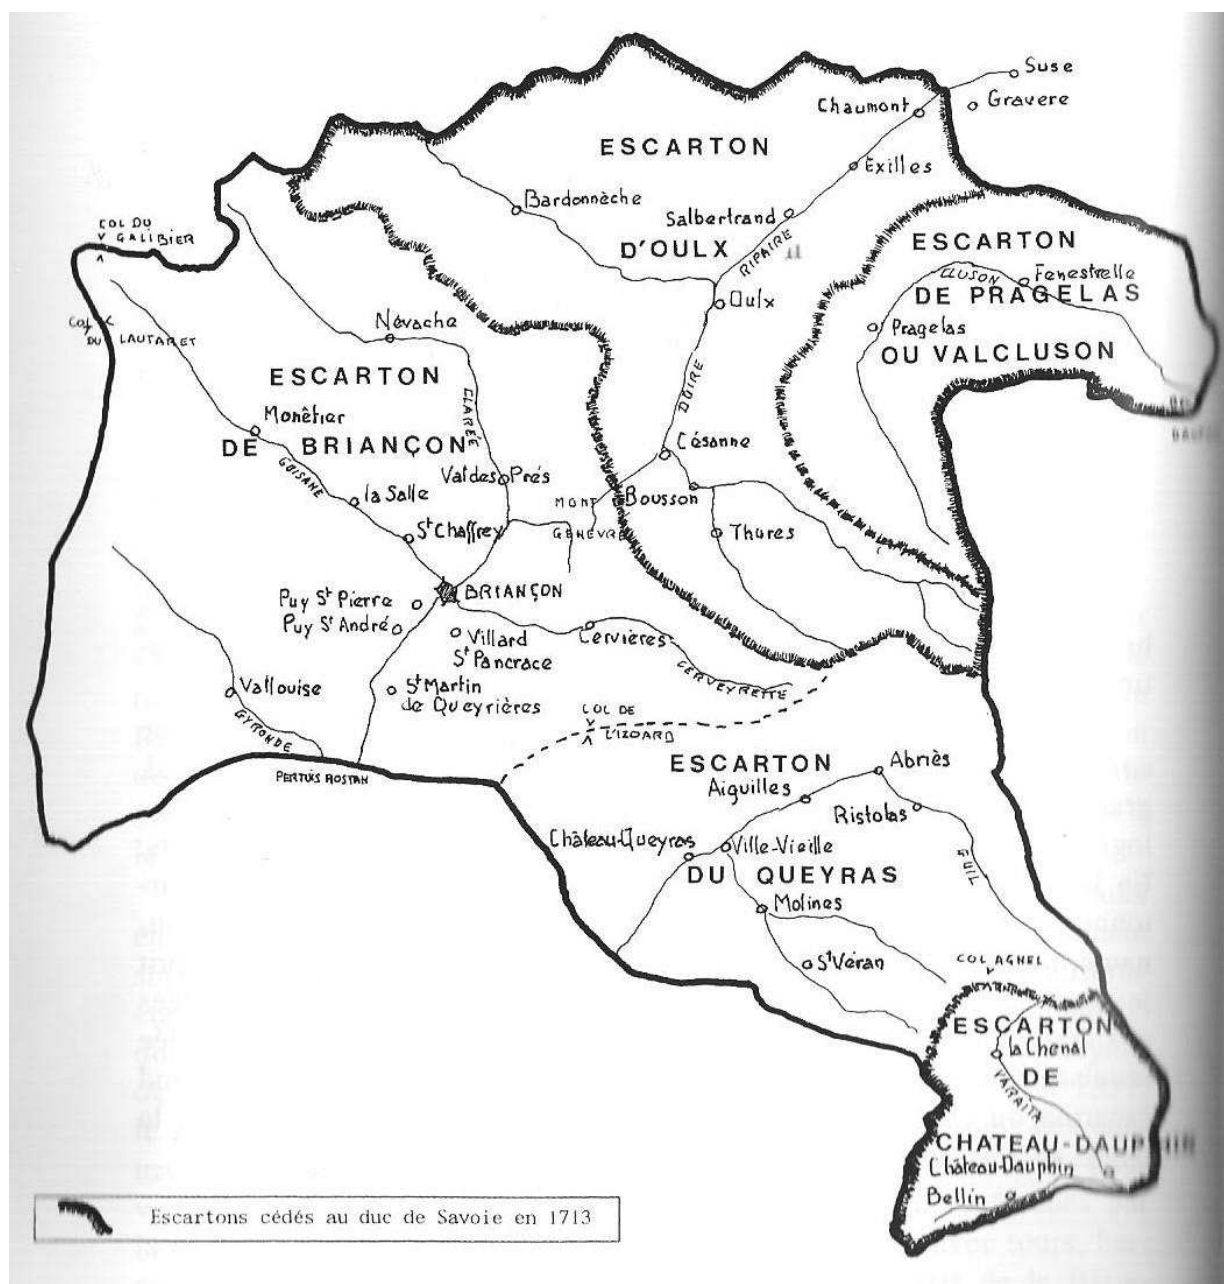 Suse
Chaumont
Gravere
ESCARTON
Exilles
Bardonnèche
Salbertrand
D'OULX
RIPAIRE
ESCARTON
CLUSON
Fenestrelle
DE PRAGELAS
Pragelas
OU VALCLUSON
COL DU
GALIBIER
COL
DU LAUTARET
Oulx
DOIRE
Névache
ESCARTON
CLARÉE
Monêtier
DE BRIANÇON
GUISANE
Césanne
Val des Prés
la Salle
MONT
GENÈVRE
Bousson
St Chaffrey
Thures
BRIANÇON
Puy St Pierre
Puy St André
Villard
St Pancrace
Cervières
CERVEYRETTE
Vallouise
St Martin
de Queyrières
GYRONDE
COL DE
L'IZOARD
PERTUIS ROSTAN
ESCARTON
Abriès
Aiguilles
Ristolas
Château-Queyras
Ville-Vieille
DU QUEYRAS
GUIL
Molines
St Véran
COL AGNEL
ESCARTON
la Chenal
DE
VARAITA
CHATEAU-DAUPHIN
Château-Dauphin
Bellin
Escartons cédés au duc de Savoie en 1713